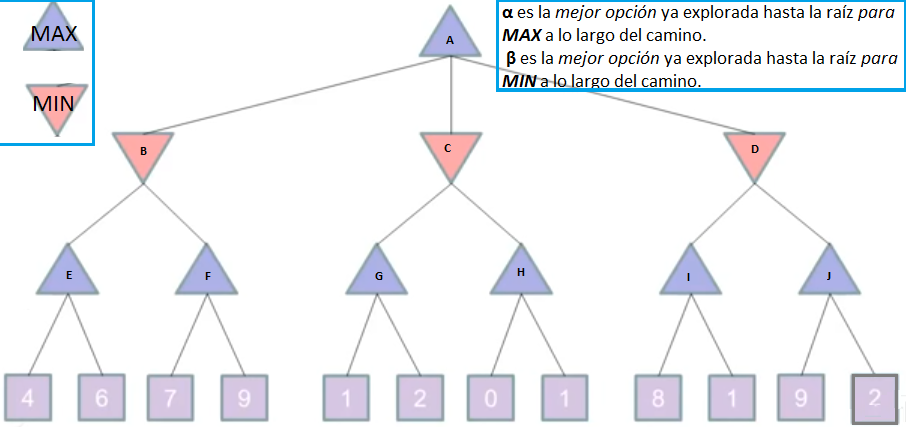 MAX
MIN
α es la mejor opción ya explorada hasta la raíz para
MAX a lo largo del camino.
β es la mejor opción ya explorada hasta la raíz para
MIN a lo largo del camino.
A
B
C
D
E
F
G
H
I
J
4
6
7
9
1
2
0
1
8
1
9
2